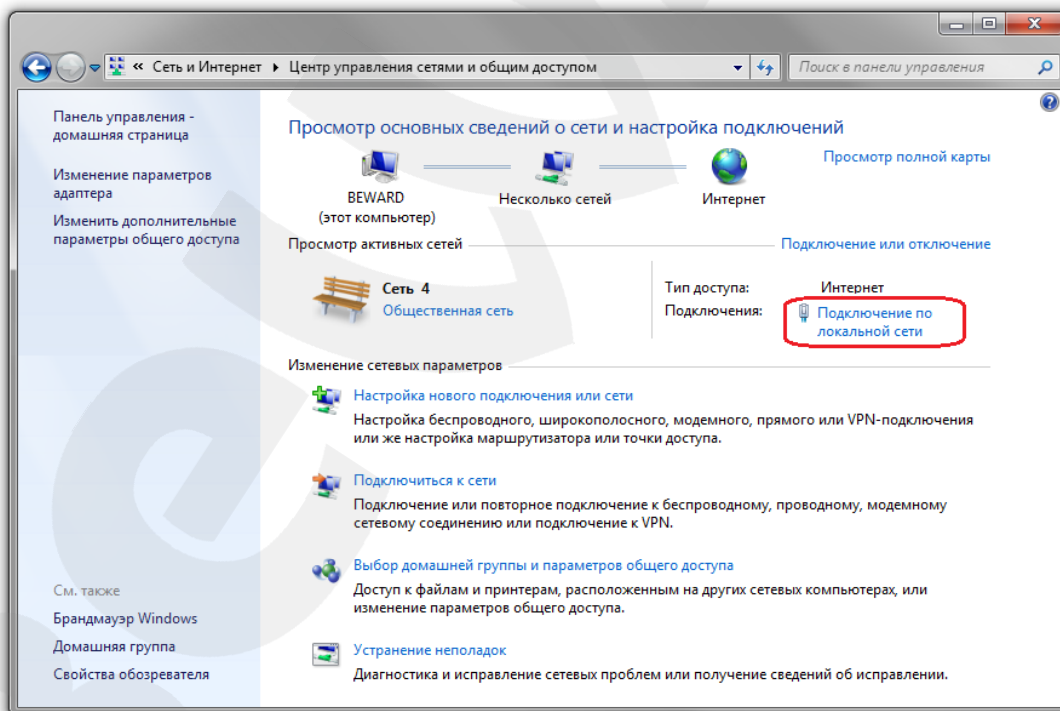 « Сеть и Интернет ▸ Центр управления сетями и общим доступом
Поиск в панели управления
Панель управления -
домашняя страница
Изменение параметров
адаптера
Изменить дополнительные
параметры общего доступа
Просмотр основных сведений о сети и настройка подключений
Просмотр полной карты
BEWARD
(этот компьютер)
Несколько сетей
Интернет
Просмотр активных сетей
Подключение или отключение
Сеть 4
Общественная сеть
Тип доступа: Интернет
Подключения: Подключение по
локальной сети
Изменение сетевых параметров
Настройка нового подключения или сети
Настройка беспроводного, широкополосного, модемного, прямого или VPN-подключения
или же настройка маршрутизатора или точки доступа.
Подключиться к сети
Подключение или повторное подключение к беспроводному, проводному, модемному
сетевому соединению или подключение к VPN.
Выбор домашней группы и параметров общего доступа
Доступ к файлам и принтерам, расположенным на других сетевых компьютерах, или
изменение параметров общего доступа.
Устранение неполадок
Диагностика и исправление сетевых проблем или получение сведений об исправлении.
См. также
Брандмауэр Windows
Домашняя группа
Свойства обозревателя